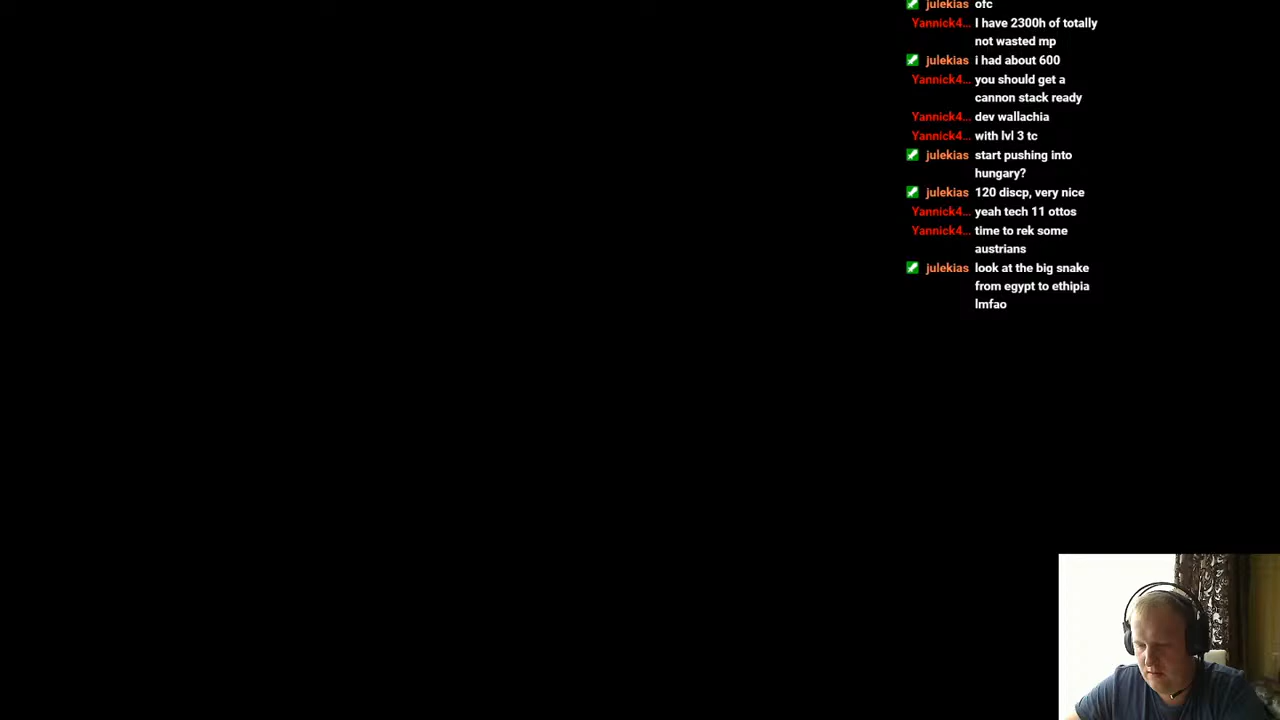 julekias ofc
Yannick4... I have 2300h of totally
not wasted mp
julekias i had about 600
Yannick4... you should get a
cannon stack ready
Yannick4... dev wallachia
Yannick4... with lvl 3 tc
julekias start pushing into
hungary?
julekias 120 discp, very nice
Yannick4... yeah tech 11 ottos
Yannick4... time to rek some
austrians
julekias look at the big snake
from egypt to ethipia
lmfao